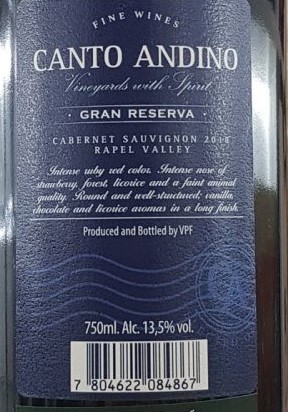 FINE WINES
CANTO ANDINO
Vineyards with Spirit
· GRAN RESERVA ·
CABERNET SAUVIGNON 2018
RAPEL VALLEY
Intense ruby red color. Intense nose of
strawberry, forest, licorice and a faint animal
quality. Round and well-structured; vanilla,
chocolate and licorice aromas in a long finish.
Produced and Bottled by VPF
750ml. Alc. 13,5% vol.
7 804622 084867